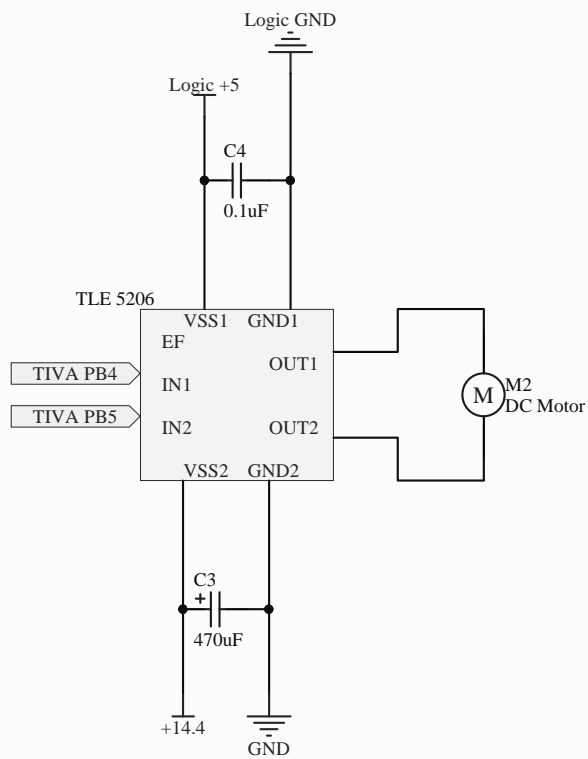 Logic GND
Logic +5
C4
0.1uF
TLE 5206
VSS1 GND1
EF
OUT1
TIVA PB4
IN1
M
M2
DC Motor
TIVA PB5
IN2
OUT2
VSS2 GND2
C3
+
470uF
+14.4
GND